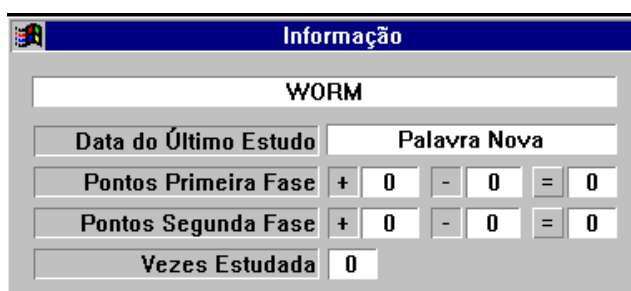 Informação
WORM
Data do Último Estudo Palavra Nova
Pontos Primeira Fase + 0 - 0 = 0
Pontos Segunda Fase + 0 - 0 = 0
Vezes Estudada 0